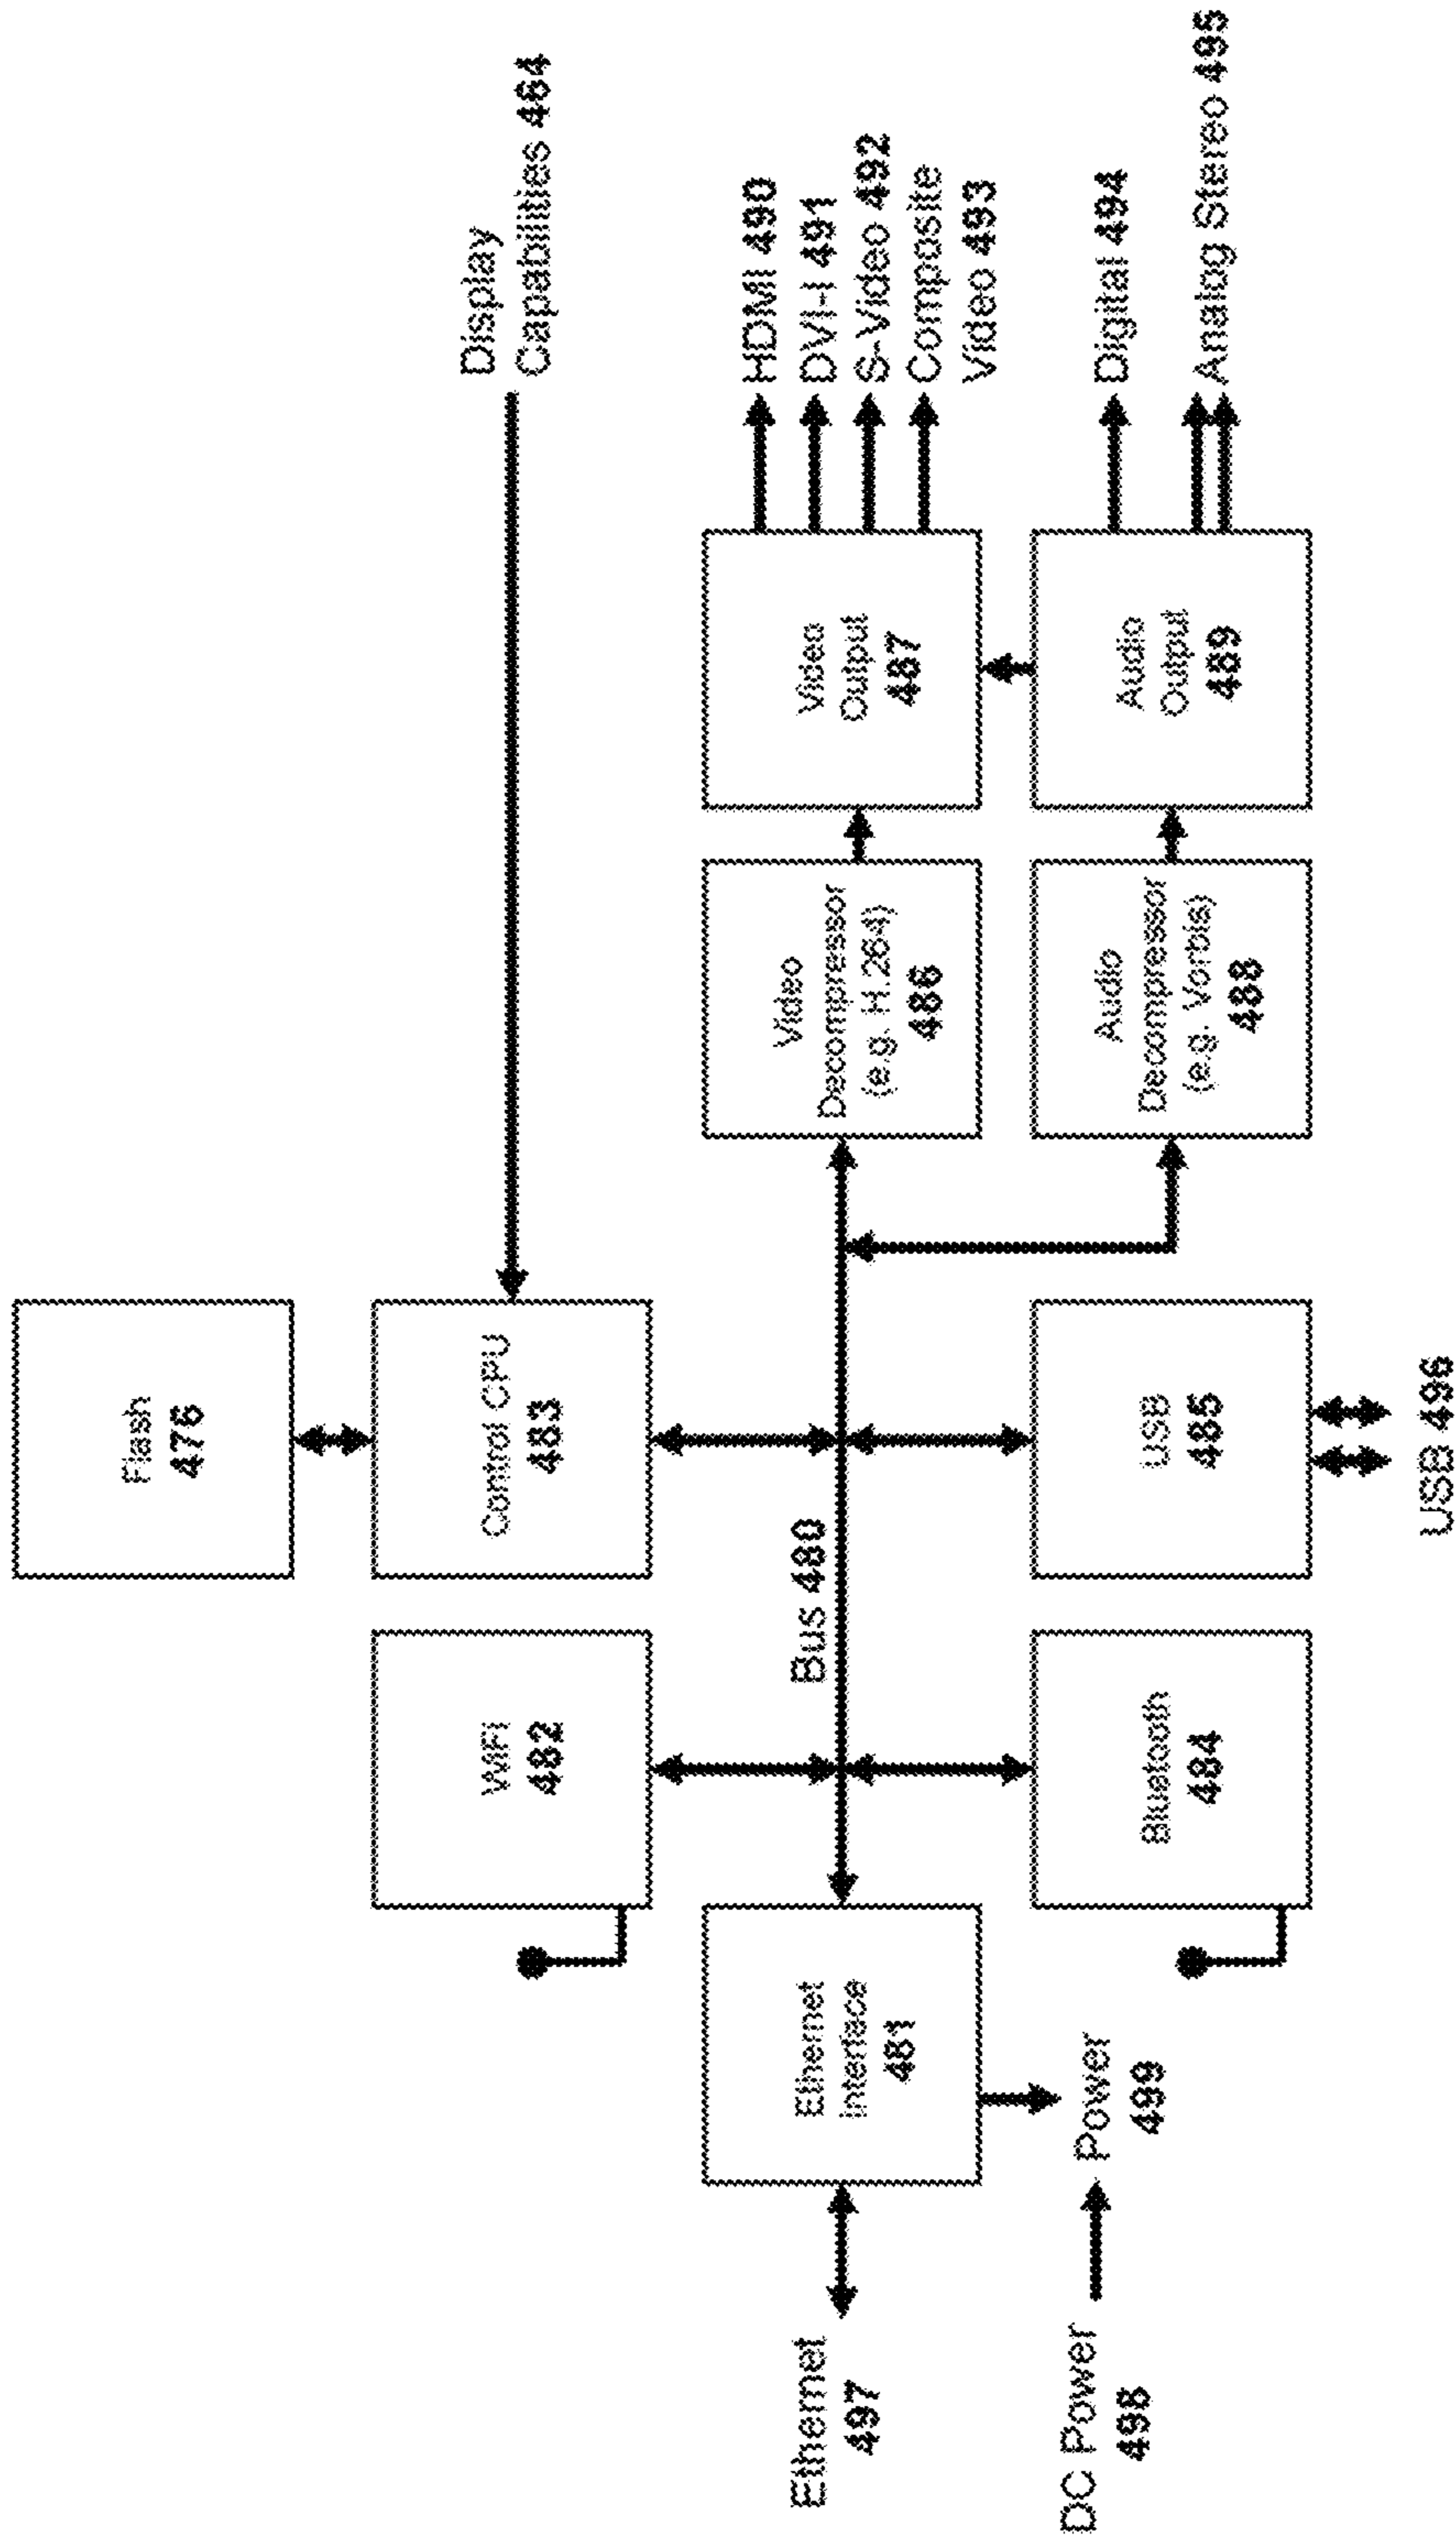 Flash
476
Display
Capabilities 464
WiFi
482
Control CPU
483
Bus 480
HDMI 490
DVI-I 491
S-Video 492
Composite
Video 493
Ethernet
497
Ethernet
Interface
481
Video
Decompressor
(e.g. H.264)
486
Video
Output
487
Digital 494
Analog Stereo 495
DC Power
498
Power
499
Bluetooth
484
USB
485
Audio
Decompressor
(e.g. Vorbis)
488
Audio
Output
489
USB 496